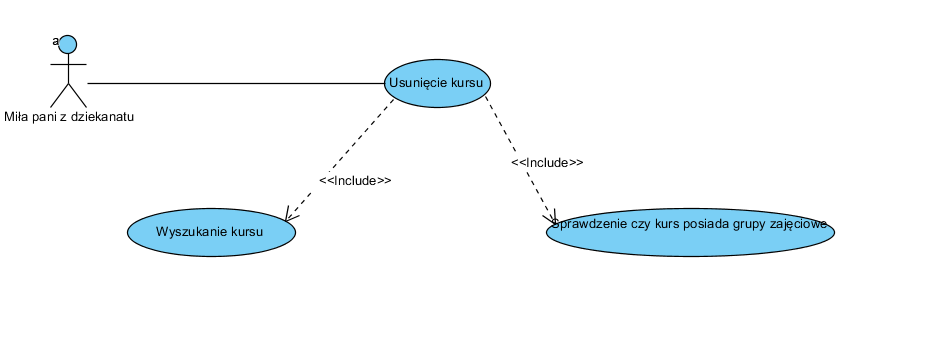 a
Usunięcie kursu
Miła pani z dziekanatu
<<Include>>
<<Include>>
Wyszukanie kursu
Sprawdzenie czy kurs posiada grupy zajęciowe